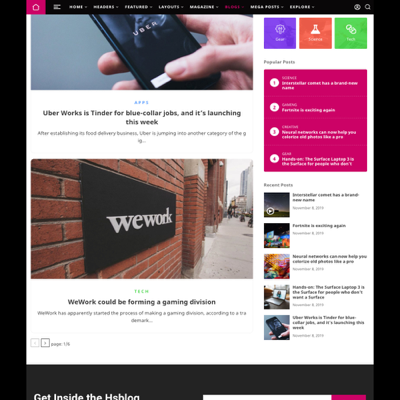 HOME HEADERS FEATURED LAYOUTS MAGAZINE BLOGS MEGA POSTS EXPLORE
UBER
APPS
Uber Works is Tinder for blue-collar jobs, and it's launching
this week
After establishing its food delivery business, Uber is jumping into another category of the g
ig...
wework
TECH
WeWork could be forming a gaming division
WeWork has apparently started the process of making a gaming division, according to a tra
demark...
page: 1/6
Gear
Science
Tech
Popular Posts
1
SCIENCE
Interstellar comet has a brand-new
name
2
GAMING
Fortnite is exciting again
3
CREATIVE
Neural networks can now help you
colorize old photos like a pro
4
GEAR
Hands-on: The Surface Laptop 3 is
the Surface for people who don't
Recent Posts
Interstellar comet has a brand-
new name
November 8, 2019
Fortnite is exciting again
November 8, 2019
Neural networks can now help you
colorize old photos like a pro
November 8, 2019
Hands-on: The Surface Laptop 3 is
the Surface for people who don't
want a Surface
November 8, 2019
Uber Works is Tinder for blue-
collar jobs, and it's launching this
week
November 8, 2019
Get Inside the Hsblog